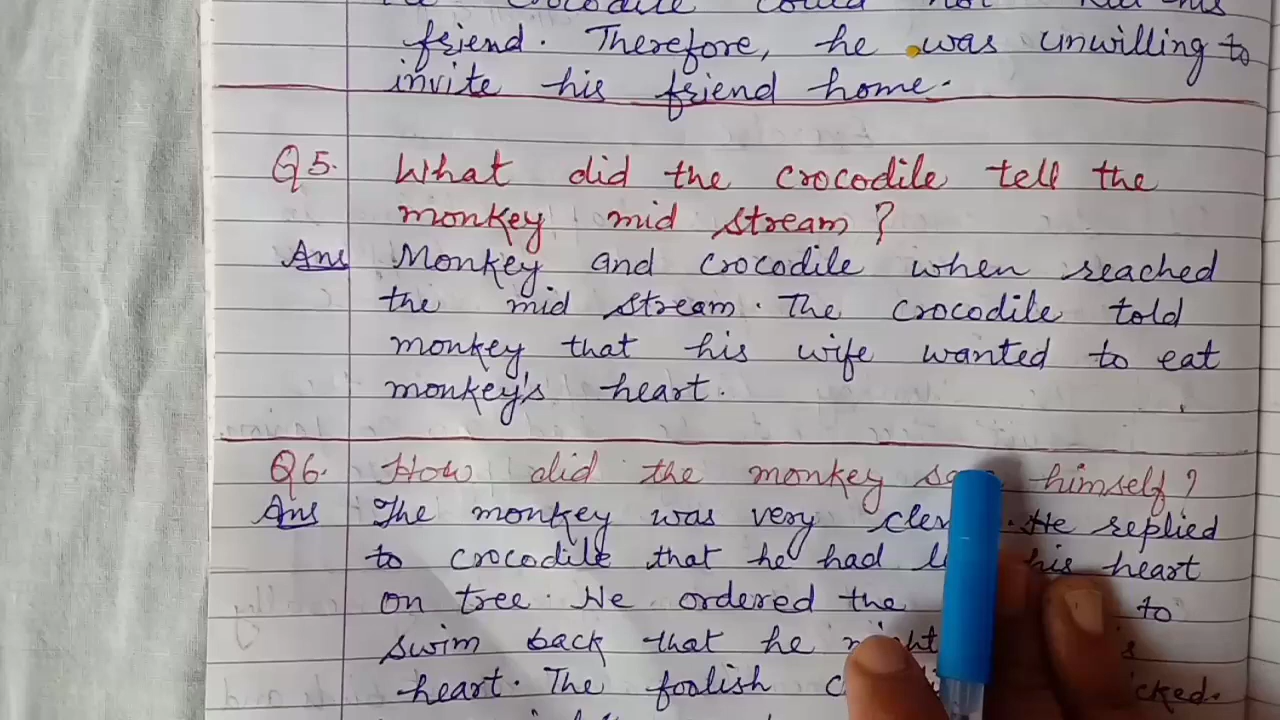 friend. Therefore, he was unwilling to
invite his friend home.
Q5. What did the crocodile tell the
monkey mid stream?
Ans Monkey and crocodile when reached
the mid stream. The crocodile told
monkey that his wife wanted to eat
monkey's heart.
Q6. How did the monkey himself?
Ans The monkey was very He replied
to crocodile that he had his heart
on tree. He ordered the to
swim back that he
heart. The foolish